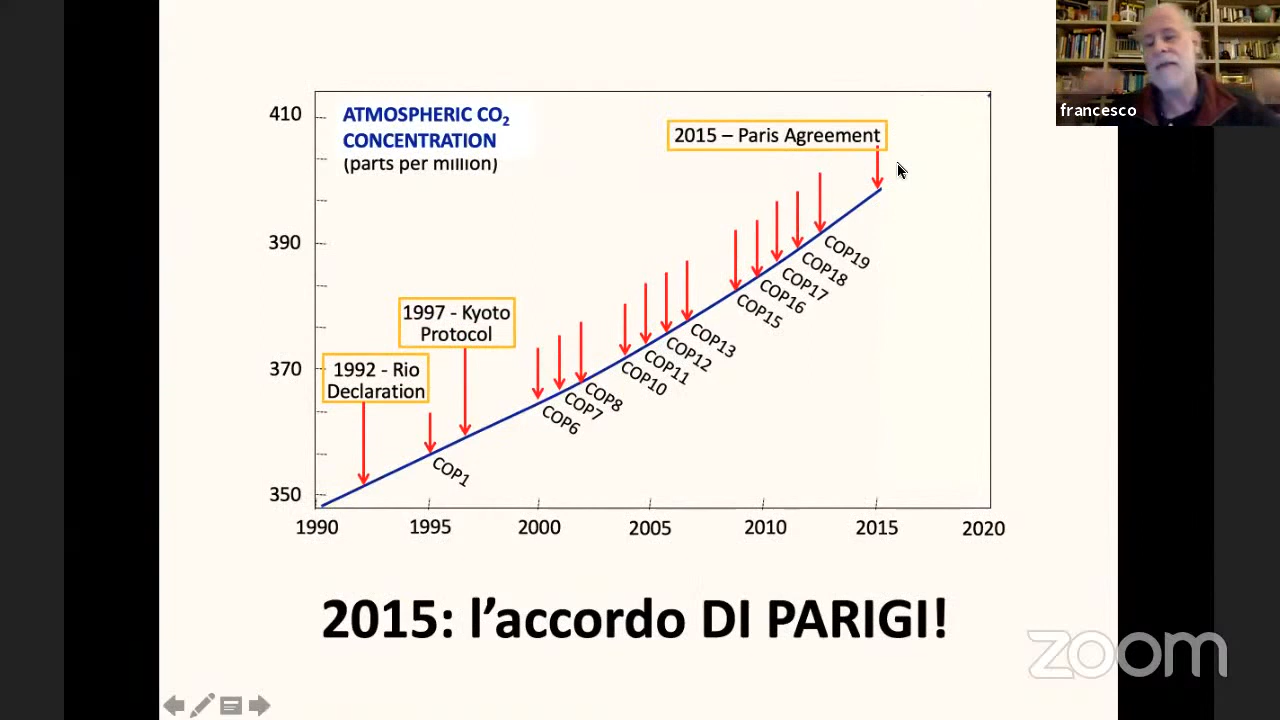 francesco
410
390
370
350
ATMOSPHERIC CO₂
CONCENTRATION
(parts per million)
2015 – Paris Agreement
1997 - Kyoto
Protocol
1992 - Rio
Declaration
COP1
COP6
COP7
COP8
COP10
COP11
COP12
COP13
COP15
COP16
COP17
COP18
COP19
1990 1995 2000 2005 2010 2015 2020
2015: l’accordo DI PARIGI!
zoom